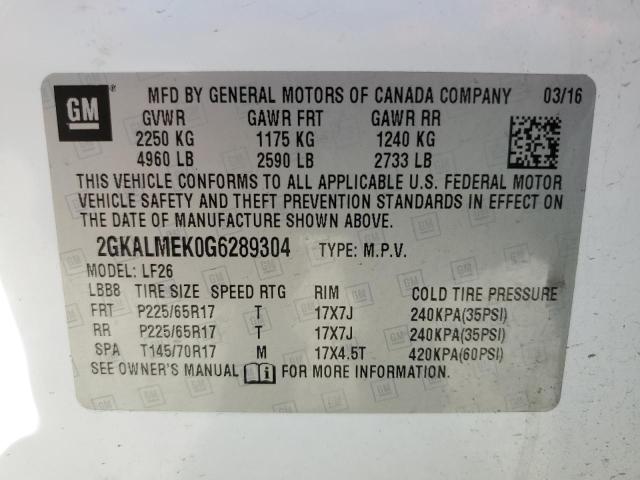 GM
MFD BY GENERAL MOTORS OF CANADA COMPANY 03/16
GVWR GAWR FRT GAWR RR
2250 KG 1175 KG 1240 KG
4960 LB 2590 LB 2733 LB
THIS VEHICLE CONFORMS TO ALL APPLICABLE U.S. FEDERAL MOTOR
VEHICLE SAFETY AND THEFT PREVENTION STANDARDS IN EFFECT ON
THE DATE OF MANUFACTURE SHOWN ABOVE.
2GKALMEK0G6289304 TYPE: M.P.V.
MODEL: LF26
LBB8 TIRE SIZE SPEED RTG RIM COLD TIRE PRESSURE
FRT P225/65R17 T 17X7J 240KPA(35PSI)
RR P225/65R17 T 17X7J 240KPA(35PSI)
SPA T145/70R17 M 17X4.5T 420KPA(60PSI)
SEE OWNER'S MANUAL FOR MORE INFORMATION.